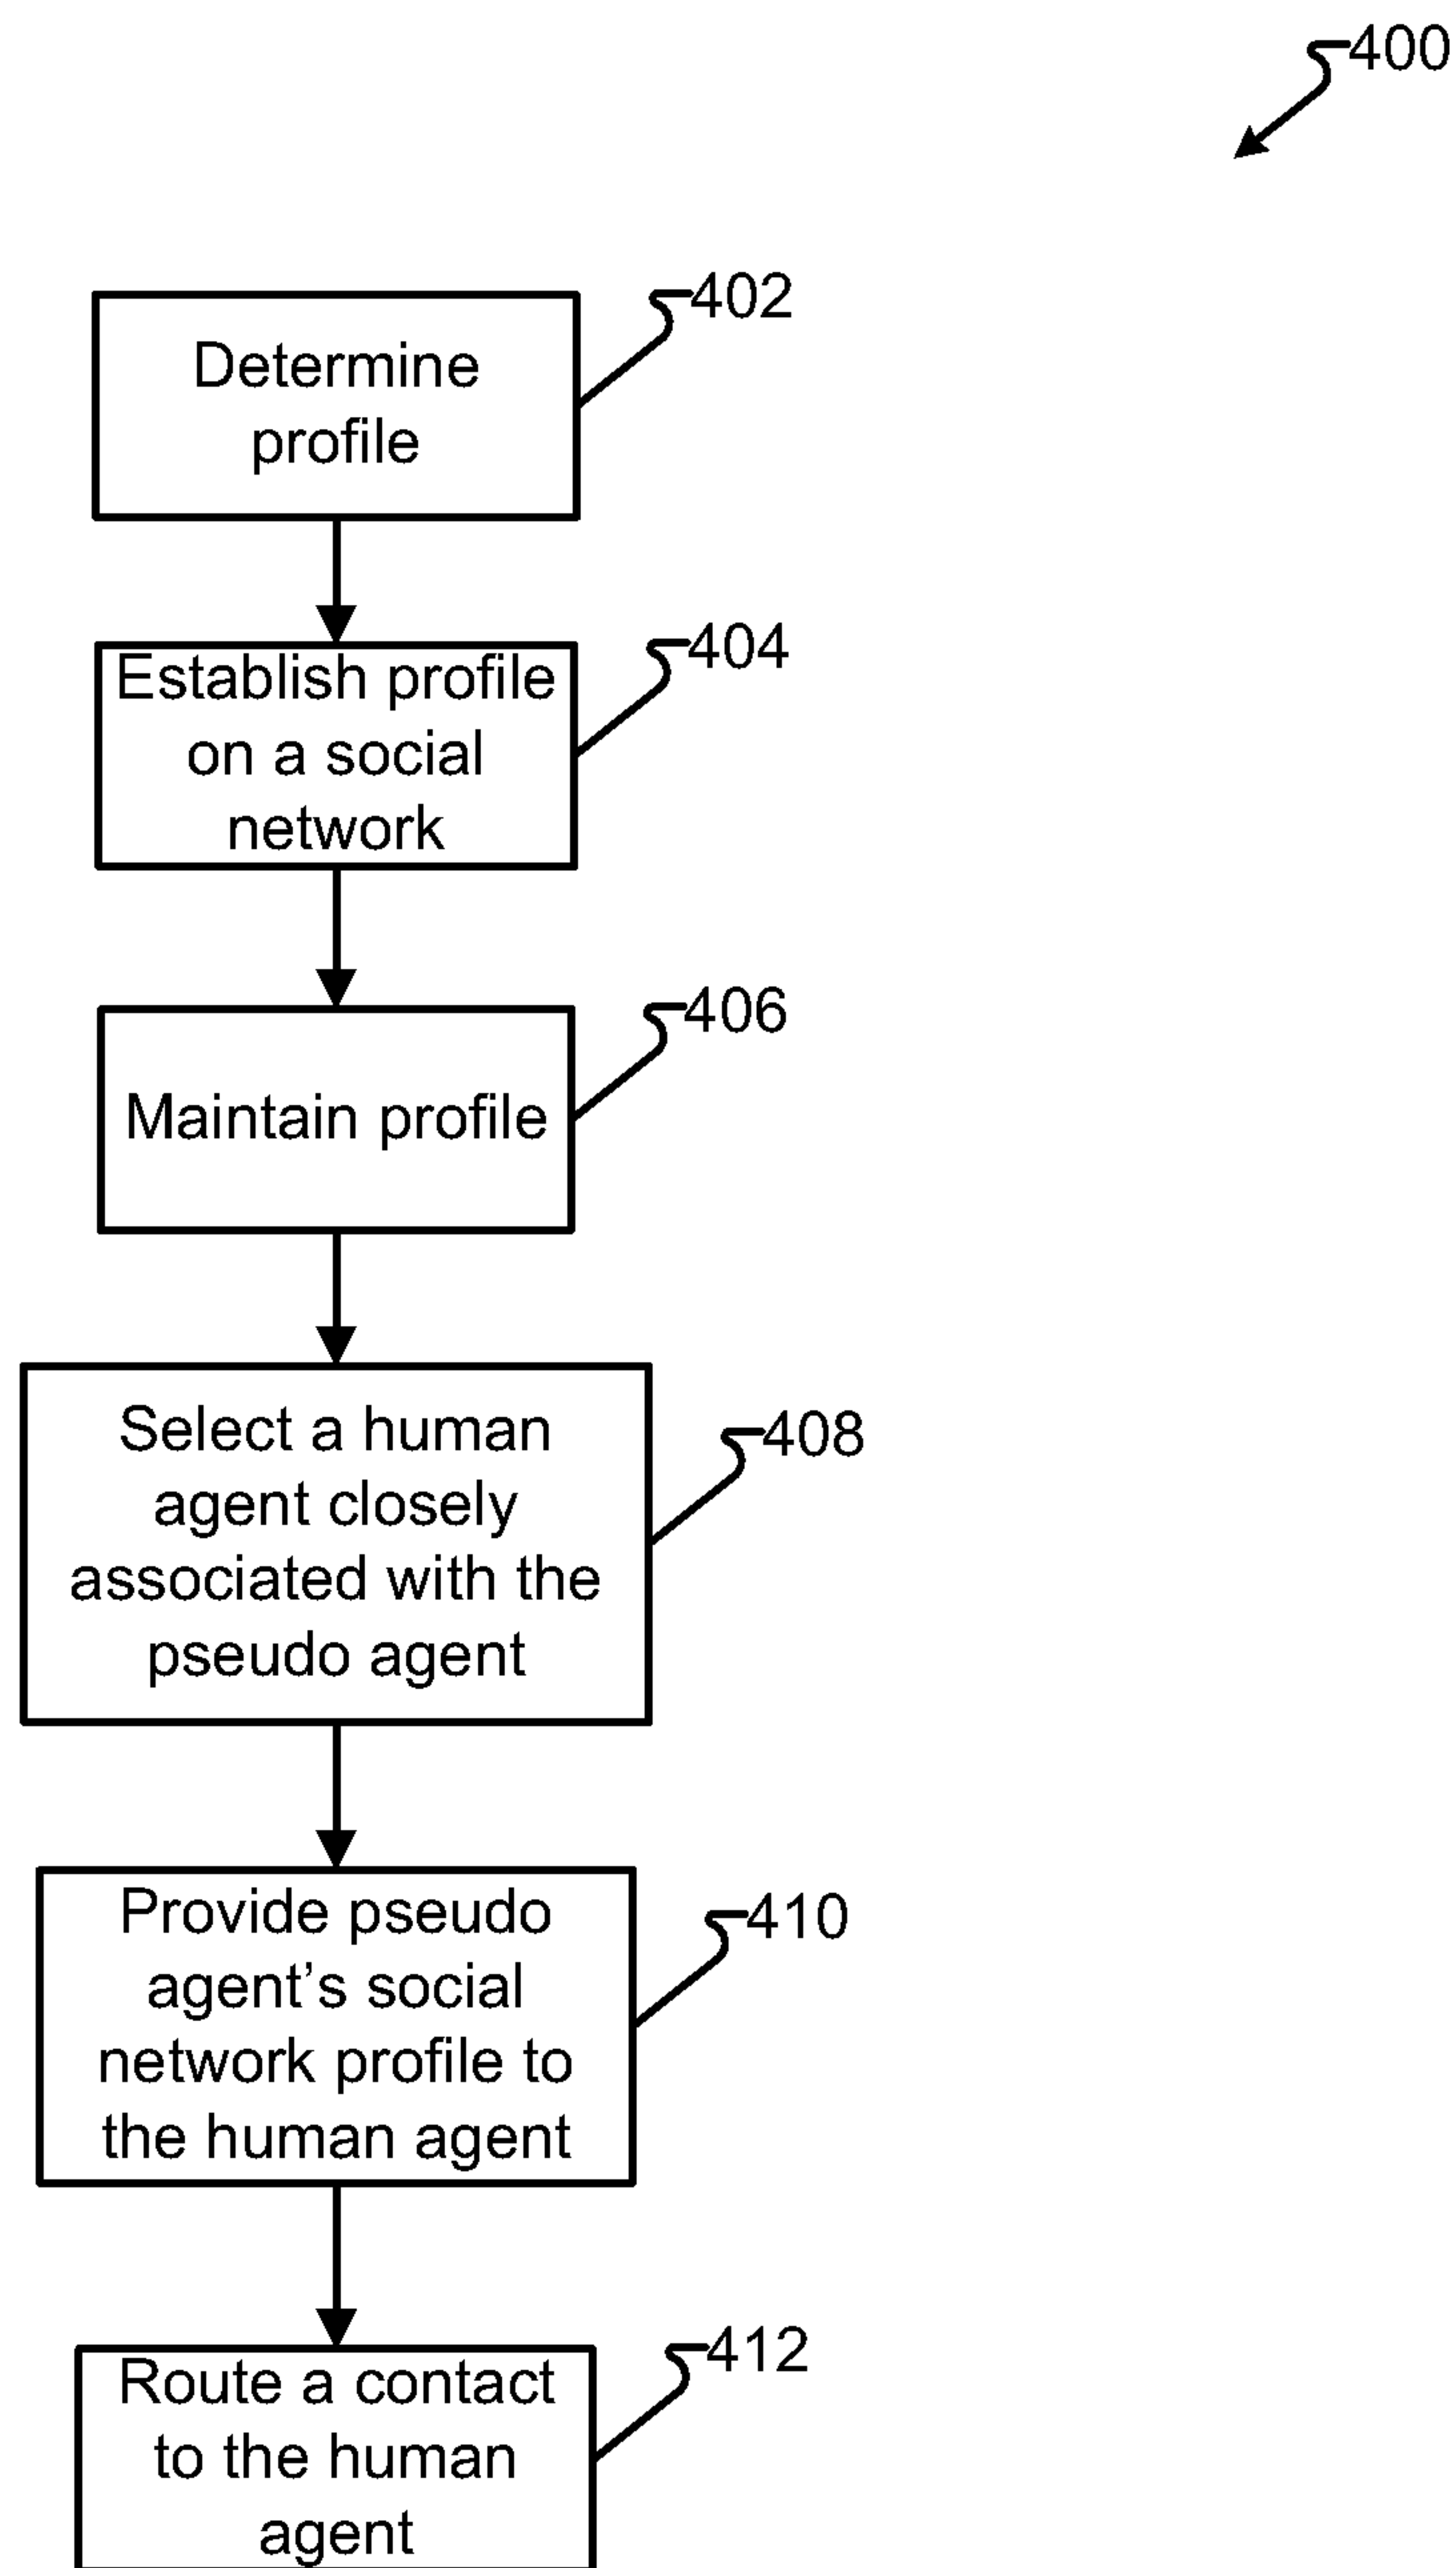 400
402
Determine
profile
404
Establish profile
on a social
network
406
Maintain profile
408
Select a human
agent closely
associated with the
pseudo agent
410
Provide pseudo
agent’s social
network profile to
the human agent
412
Route a contact
to the human
agent